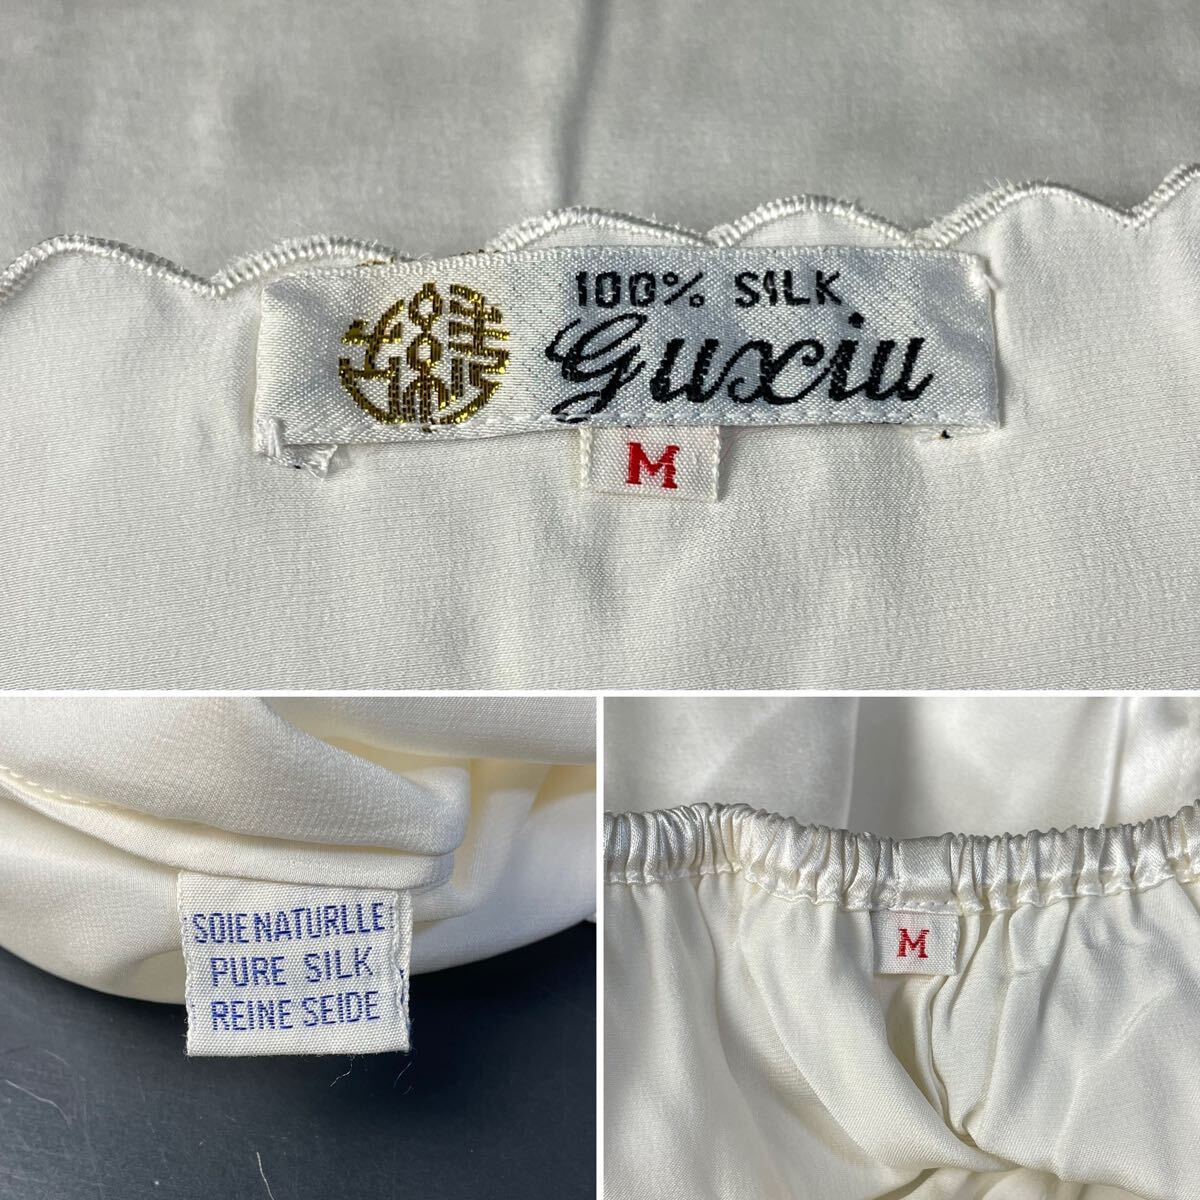 100% SILK
guxiu
M
SOIE NATURLLE
PURE SILK
REINE SEIDE
M